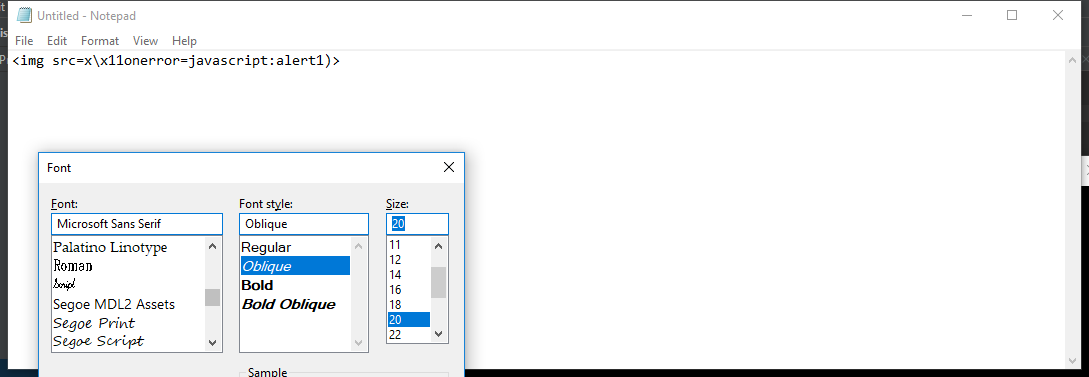 Untitled - Notepad
File Edit Format View Help
<img src=x\x11onerror=javascript:alert1)>
Font
Font: Font style: Size:
Microsoft Sans Serif Oblique 20
Palatino Linotype
Roman
Script
Segoe MDL2 Assets
Segoe Print
Segoe Script
Regular
Oblique
Bold
Bold Oblique
11
12
14
16
18
20
22
Sample